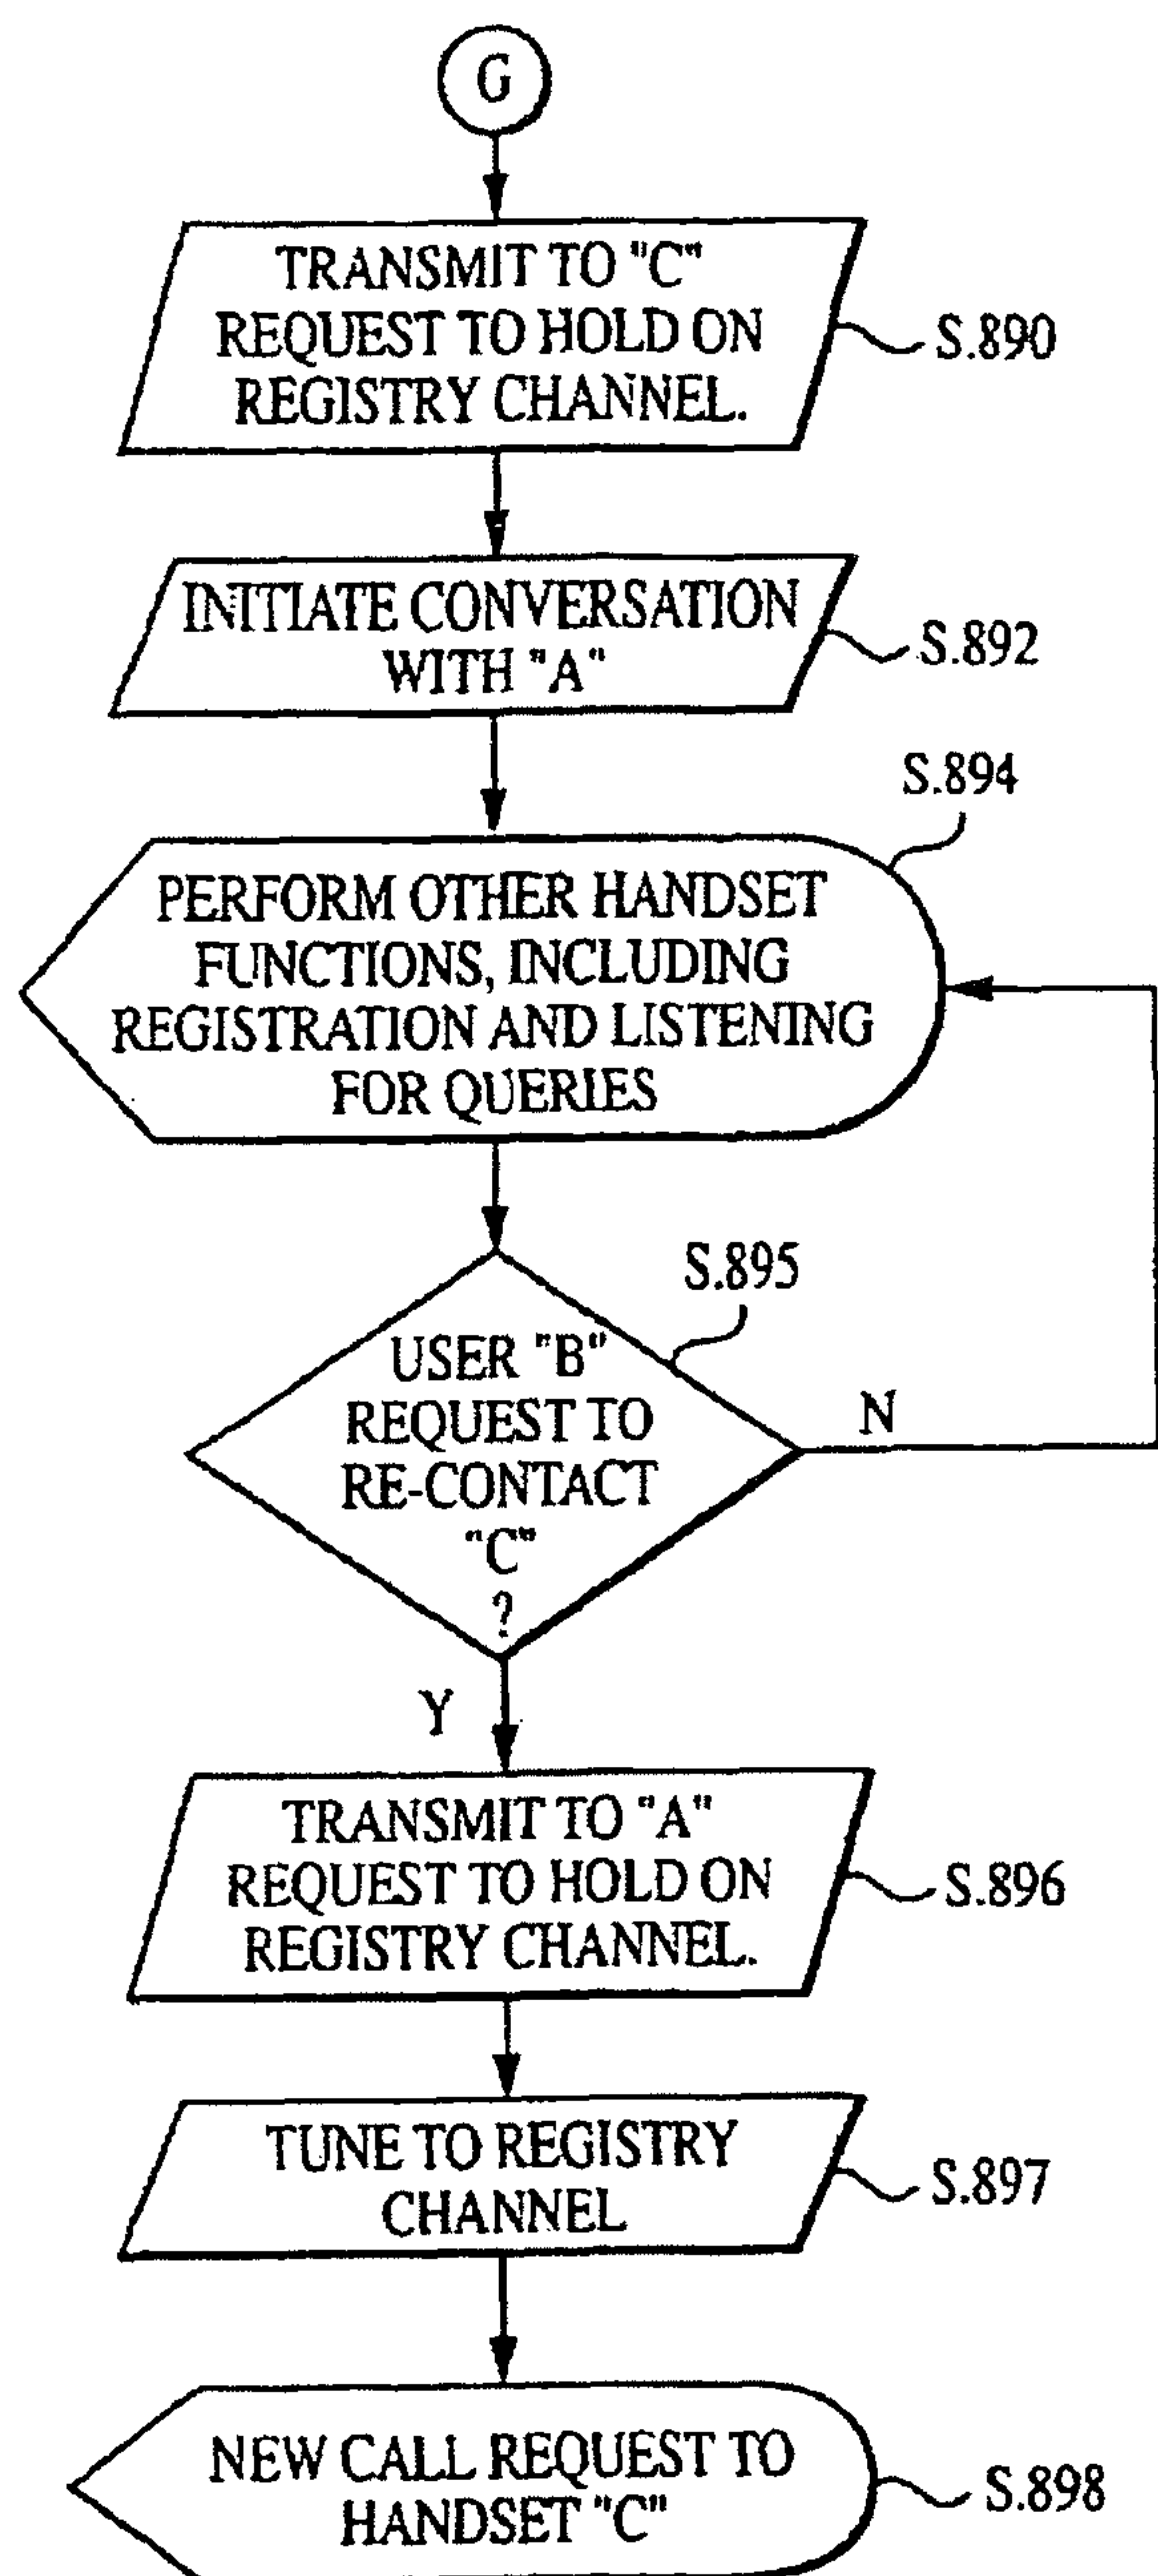 G
TRANSMIT TO "C"
REQUEST TO HOLD ON
REGISTRY CHANNEL.
S.890
INITIATE CONVERSATION
WITH "A"
S.892
S.894
PERFORM OTHER HANDSET
FUNCTIONS, INCLUDING
REGISTRATION AND LISTENING
FOR QUERIES
S.895
USER "B"
REQUEST TO
RE-CONTACT
"C"
?
N
Y
TRANSMIT TO "A"
REQUEST TO HOLD ON
REGISTRY CHANNEL.
S.896
TUNE TO REGISTRY
CHANNEL
S.897
NEW CALL REQUEST TO
HANDSET "C"
S.898